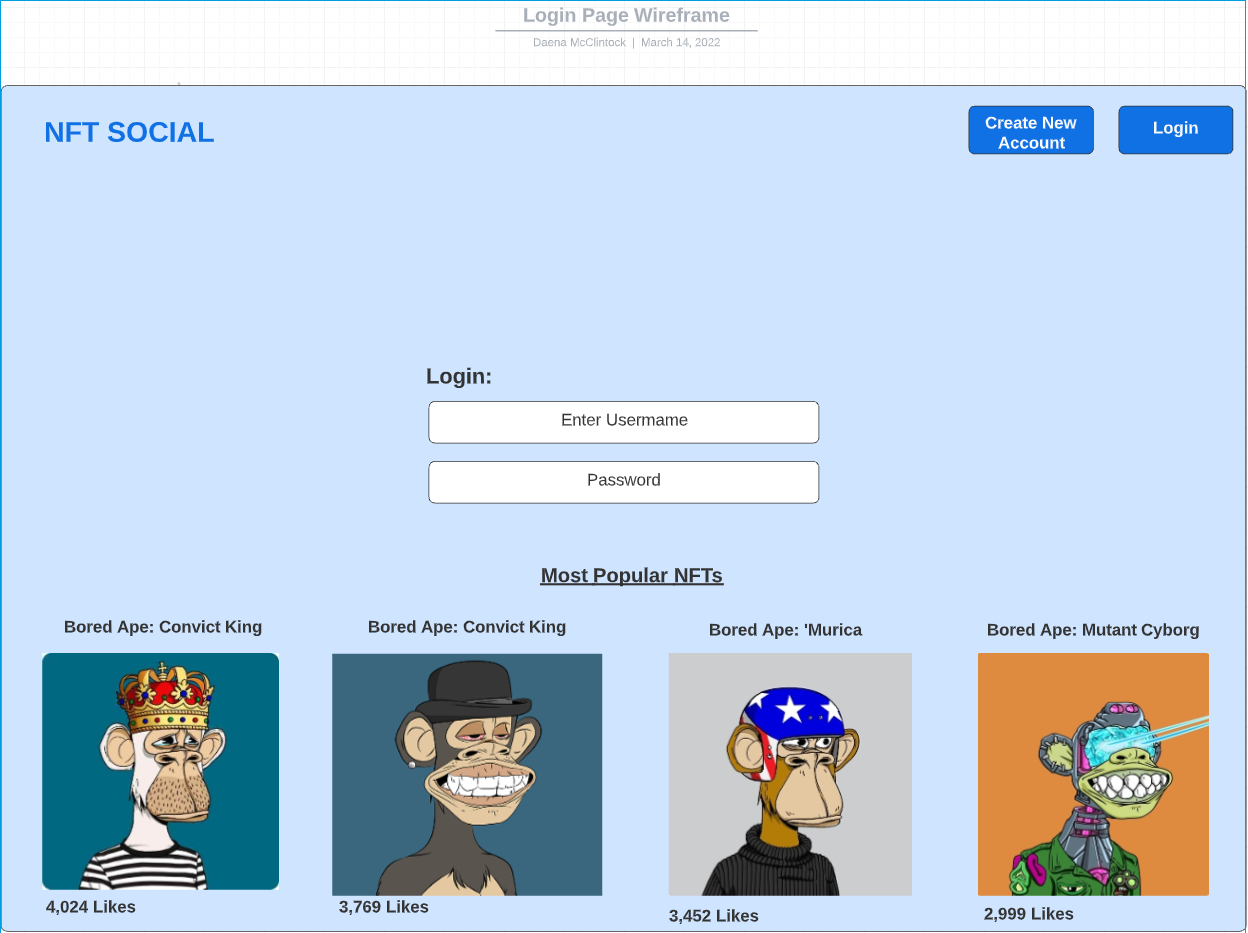 Login Page Wireframe
Daena McClintock | March 14, 2022
NFT SOCIAL
Create New
Account
Login
Login:
Enter Usermame
Password
Most Popular NFTs
Bored Ape: Convict King
Bored Ape: Convict King
Bored Ape: 'Murica
Bored Ape: Mutant Cyborg
4,024 Likes
3,769 Likes
3,452 Likes
2,999 Likes